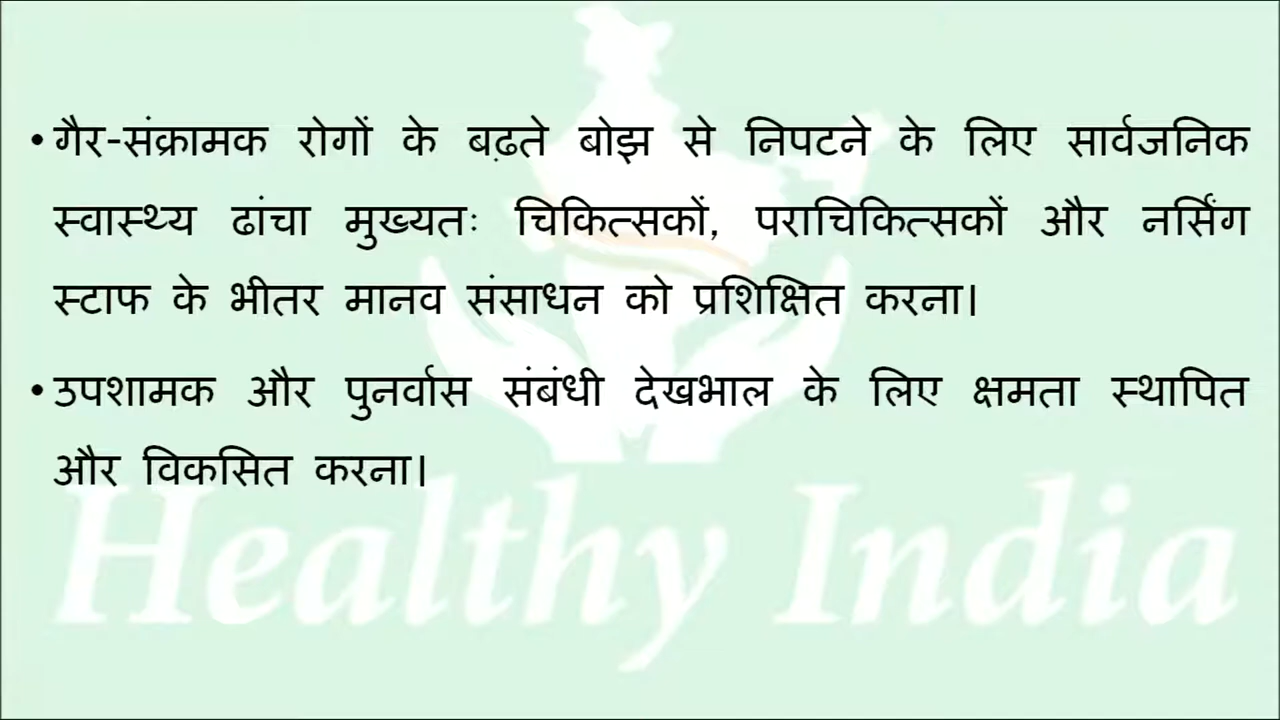 • गैर-संक्रामक रोगों के बढ़ते बोझ से निपटने के लिए सार्वजनिक
स्वास्थ्य ढांचा मुख्यतः चिकित्सकों, पराचिकित्सकों और नर्सिंग
स्टाफ के भीतर मानव संसाधन को प्रशिक्षित करना।
• उपशामक और पुनर्वास संबंधी देखभाल के लिए क्षमता स्थापित
और विकसित करना।
Healthy India